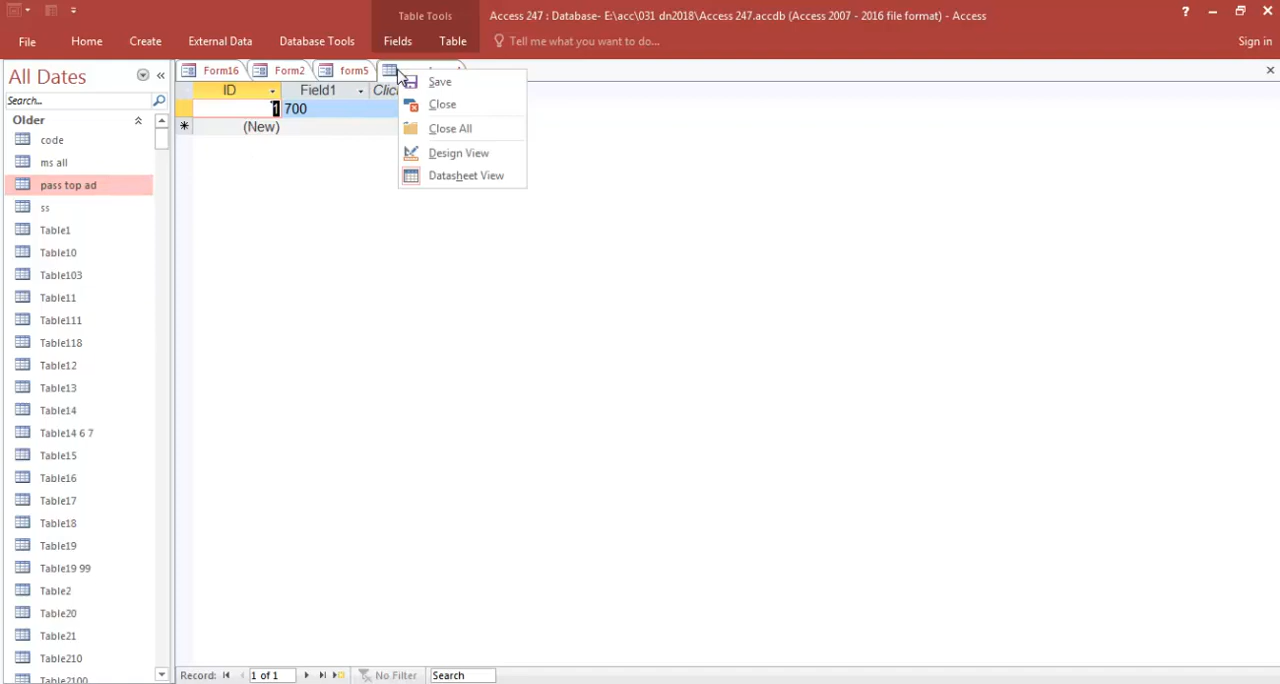 Table Tools
Access 247 : Database- E:\acc\031 dn2018\Access 247.accdb (Access 2007 - 2016 file format) - Access
?
File
Home
Create
External Data
Database Tools
Fields
Table
Tell me what you want to do...
Sign in
All Dates
Search...
Older
code
ms all
pass top ad
ss
Table1
Table10
Table103
Table11
Table111
Table118
Table12
Table13
Table14
Table14 6 7
Table15
Table16
Table17
Table18
Table19
Table19 99
Table2
Table20
Table21
Table210
Table2100
Form16
Form2
form5
ID
Field1
Clic
1
700
* (New)
Save
Close
Close All
Design View
Datasheet View
Record:
1 of 1
No Filter
Search